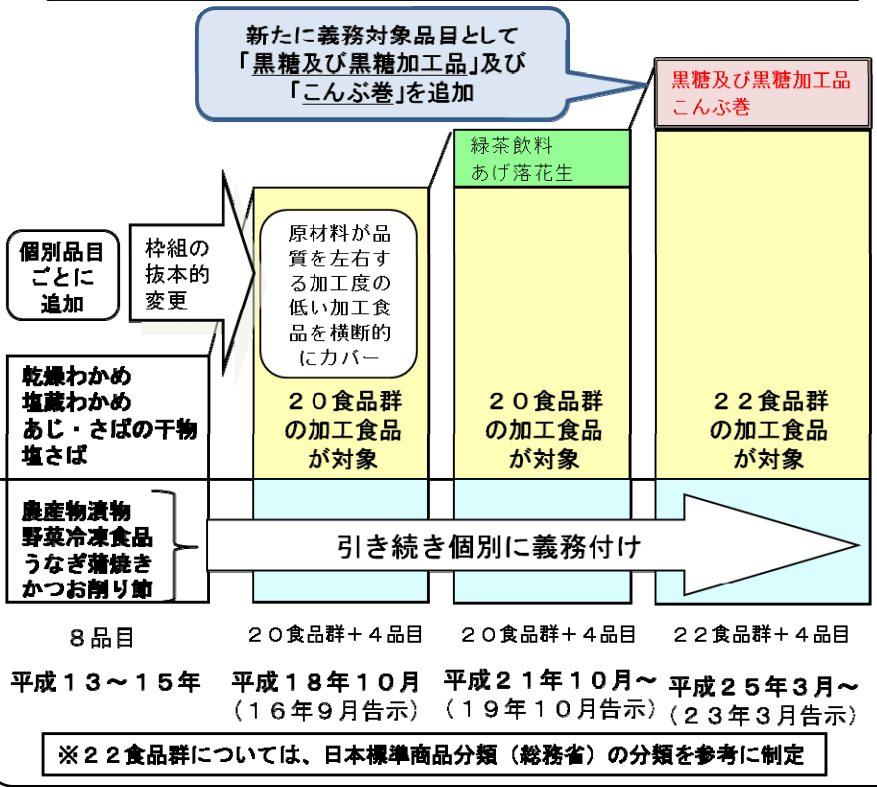 新たに義務対象品目として
「黒糖及び黒糖加工品」及び
「こんぶ巻」を追加
黒糖及び黒糖加工品
こんぶ巻
緑茶飲料
あげ落花生
個別品目
ごとに
追加
枠組の
抜本的
変更
原材料が品
質を左右す
る加工度の
低い加工食
品を横断的
にカバー
乾燥わかめ
塩蔵わかめ
あじ・さばの干物
塩さば
２０食品群
の加工食品
が対象
２０食品群
の加工食品
が対象
２２食品群
の加工食品
が対象
農産物漬物
野菜冷凍食品
うなぎ蒲焼き
かつお削り節
引き続き個別に義務付け
８品目
２０食品群＋４品目
２０食品群＋４品目
２２食品群＋４品目
平成１３～１５年
平成１８年１０月
（１６年９月告示）
平成２１年１０月～
（１９年１０月告示）
平成２５年３月～
（２３年３月告示）
※２２食品群については、日本標準商品分類（総務省）の分類を参考に制定